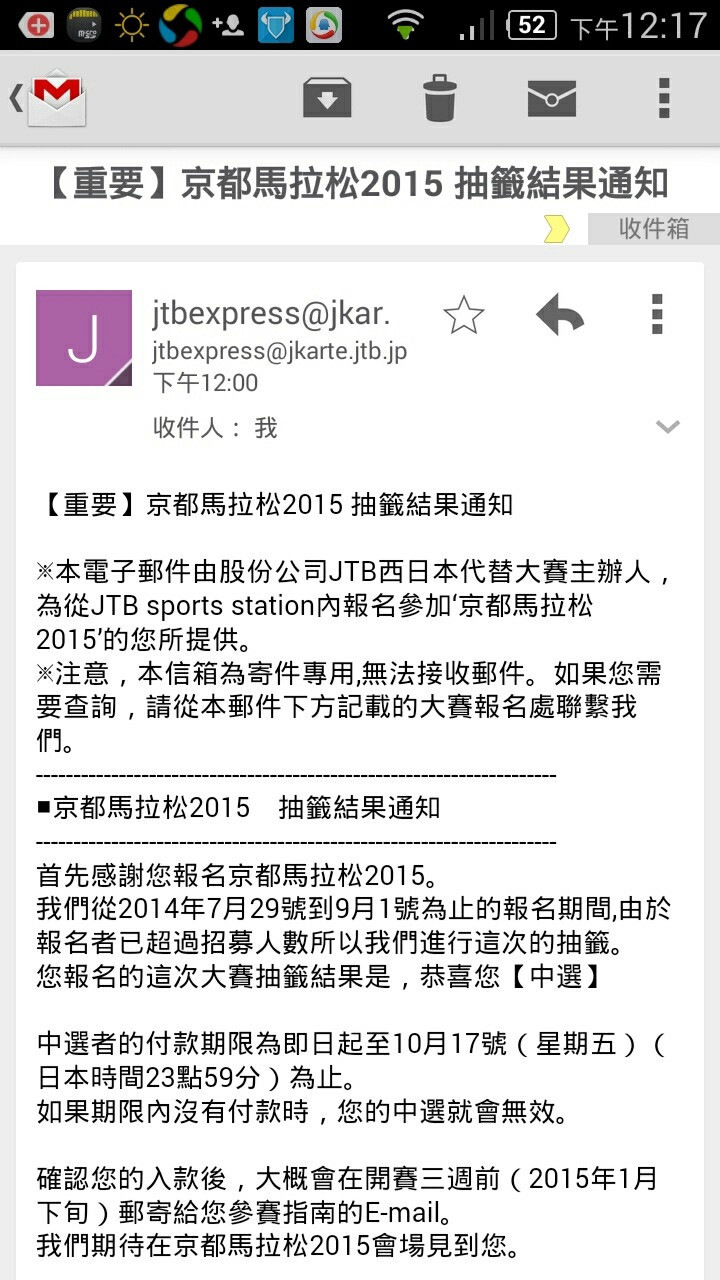 52 下午12:17
【重要】京都馬拉松2015 抽籤結果通知
收件箱
J
jtbexpress@jkar.
jtbexpress@jkarte.jtb.jp
下午12:00
收件人： 我
【重要】京都馬拉松2015 抽籤結果通知
※本電子郵件由股份公司JTB西日本代替大賽主辦人，
為從JTB sports station內報名參加‘京都馬拉松
2015’的您所提供。
※注意，本信箱為寄件專用,無法接收郵件。如果您需
要查詢，請從本郵件下方記載的大賽報名處聯繫我
們。
----------------------------------------------------------------------
■京都馬拉松2015　抽籤結果通知
----------------------------------------------------------------------
首先感謝您報名京都馬拉松2015。
我們從2014年7月29號到9月1號為止的報名期間,由於
報名者已超過招募人數所以我們進行這次的抽籤。
您報名的這次大賽抽籤結果是，恭喜您【中選】
中選者的付款期限為即日起至10月17號（星期五）（
日本時間23點59分）為止。
如果期限內沒有付款時，您的中選就會無效。
確認您的入款後，大概會在開賽三週前（2015年1月
下旬）郵寄給您參賽指南的E-mail。
我們期待在京都馬拉松2015會場見到您。